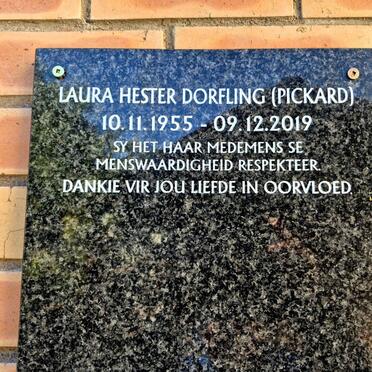 LAURA HESTER DORFLING (PICKARD)
10.11.1955 - 09.12.2019
SY HET HAAR MEDEMENS SE
MENSWAARDIGHEID RESPEKTEER.
DANKIE VIR JOU LIEFDE IN OORVLOED.